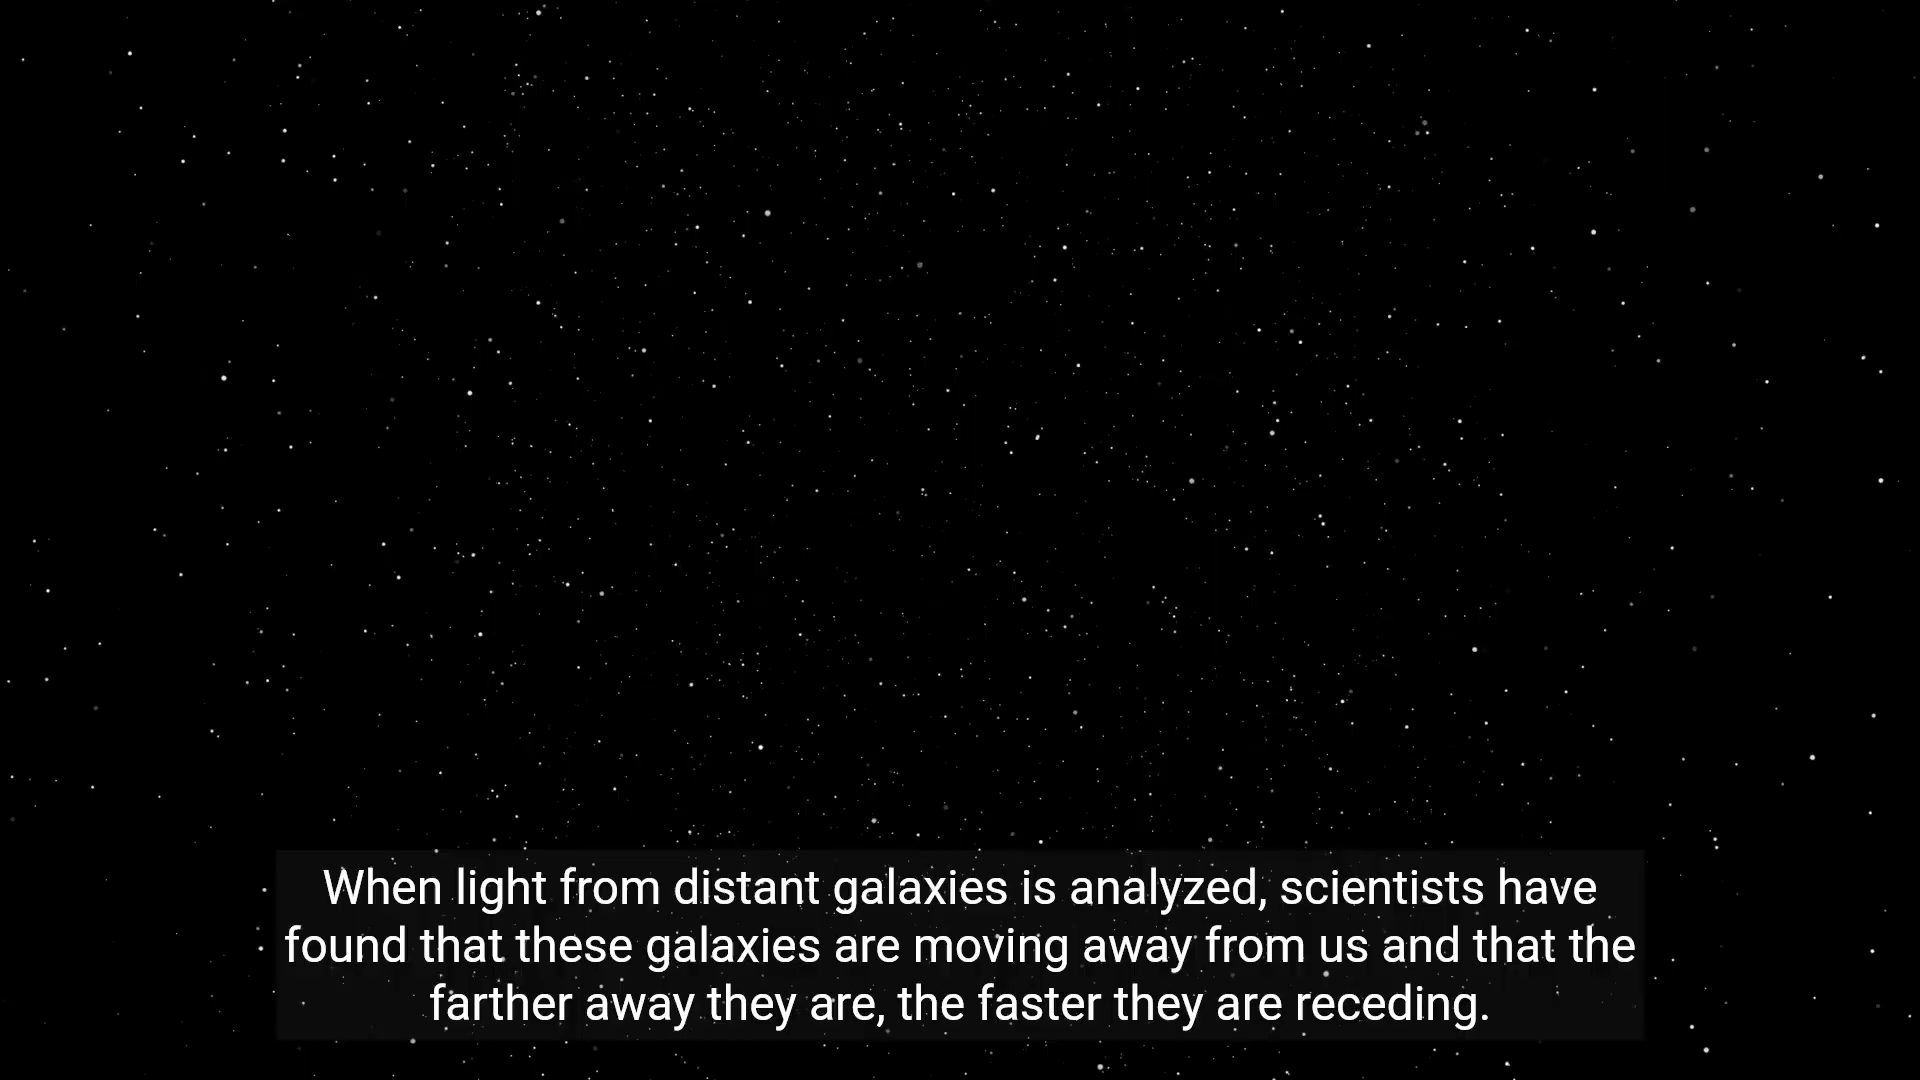 When light from distant galaxies is analyzed, scientists have
found that these galaxies are moving away from us and that the
farther away they are, the faster they are receding.